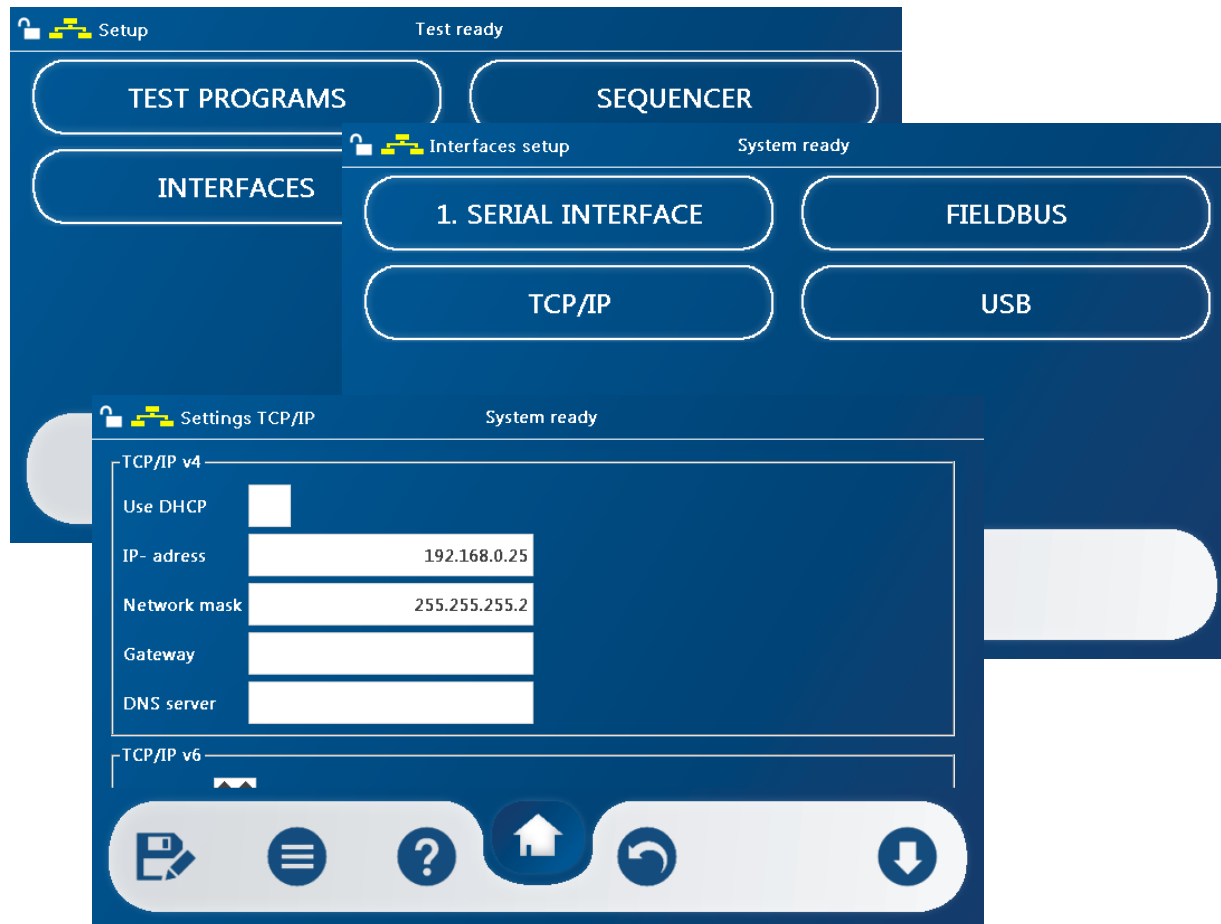 Setup
Test ready
TEST PROGRAMS
SEQUENCER
INTERFACES
Interfaces setup
System ready
1. SERIAL INTERFACE
FIELDBUS
TCP/IP
USB
Settings TCP/IP
System ready
TCP/IP v4
Use DHCP
IP- adress
192.168.0.25
Network mask
255.255.255.2
Gateway
DNS server
TCP/IP v6